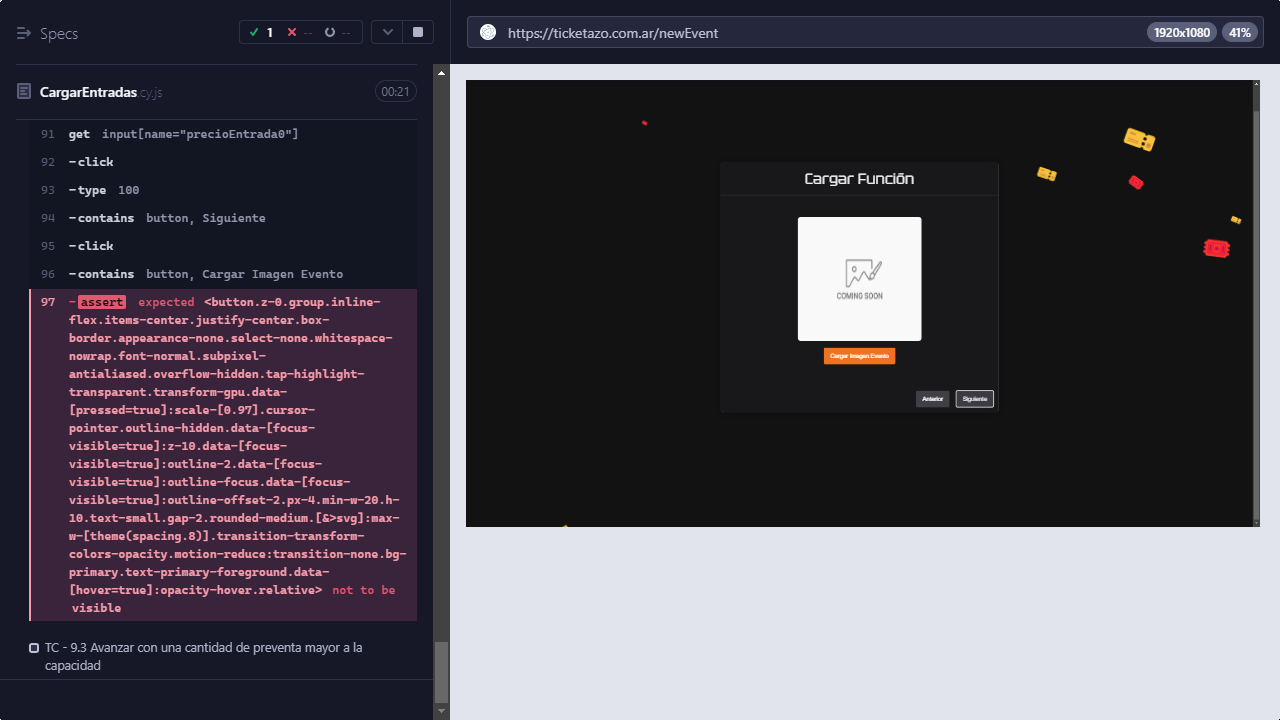 Specs
1 -- --
https://ticketazo.com.ar/newEvent
1920x1080
41%
CargarEntradas cy.js
00:21
91 get input[name="precioEntrada0"]
92 -click
93 -type 100
94 -contains button, Siguiente
95 -click
96 -contains button, Cargar Imagen Evento
97 -assert expected <button.z-0.group.inline-
flex.items-center.justify-center.box-
border.appearance-none.select-none.whitespace-
nowrap.font-normal.subpixel-
antialiased.overflow-hidden.tap-highlight-
transparent.transform-gpu.data-
[pressed=true]:scale-[0.97].cursor-
pointer.outline-hidden.data-[focus-
visible=true]:z-10.data-[focus-
visible=true]:outline-2.data-[focus-
visible=true]:outline-focus.data-[focus-
visible=true]:outline-offset-2.px-4.min-w-20.h-
10.text-small.gap-2.rounded-medium.[&>svg]:max-
w-[theme(spacing.8)].transition-transform-
colors-opacity.motion-reduce:transition-none.bg-
primary.text-primary-foreground.data-
[hover=true]:opacity-hover.relative> not to be
visible
TC - 9.3 Avanzar con una cantidad de preventa mayor a la
capacidad
Cargar Función
COMING SOON
Cargar Imagen Evento
Anterior
Siguiente